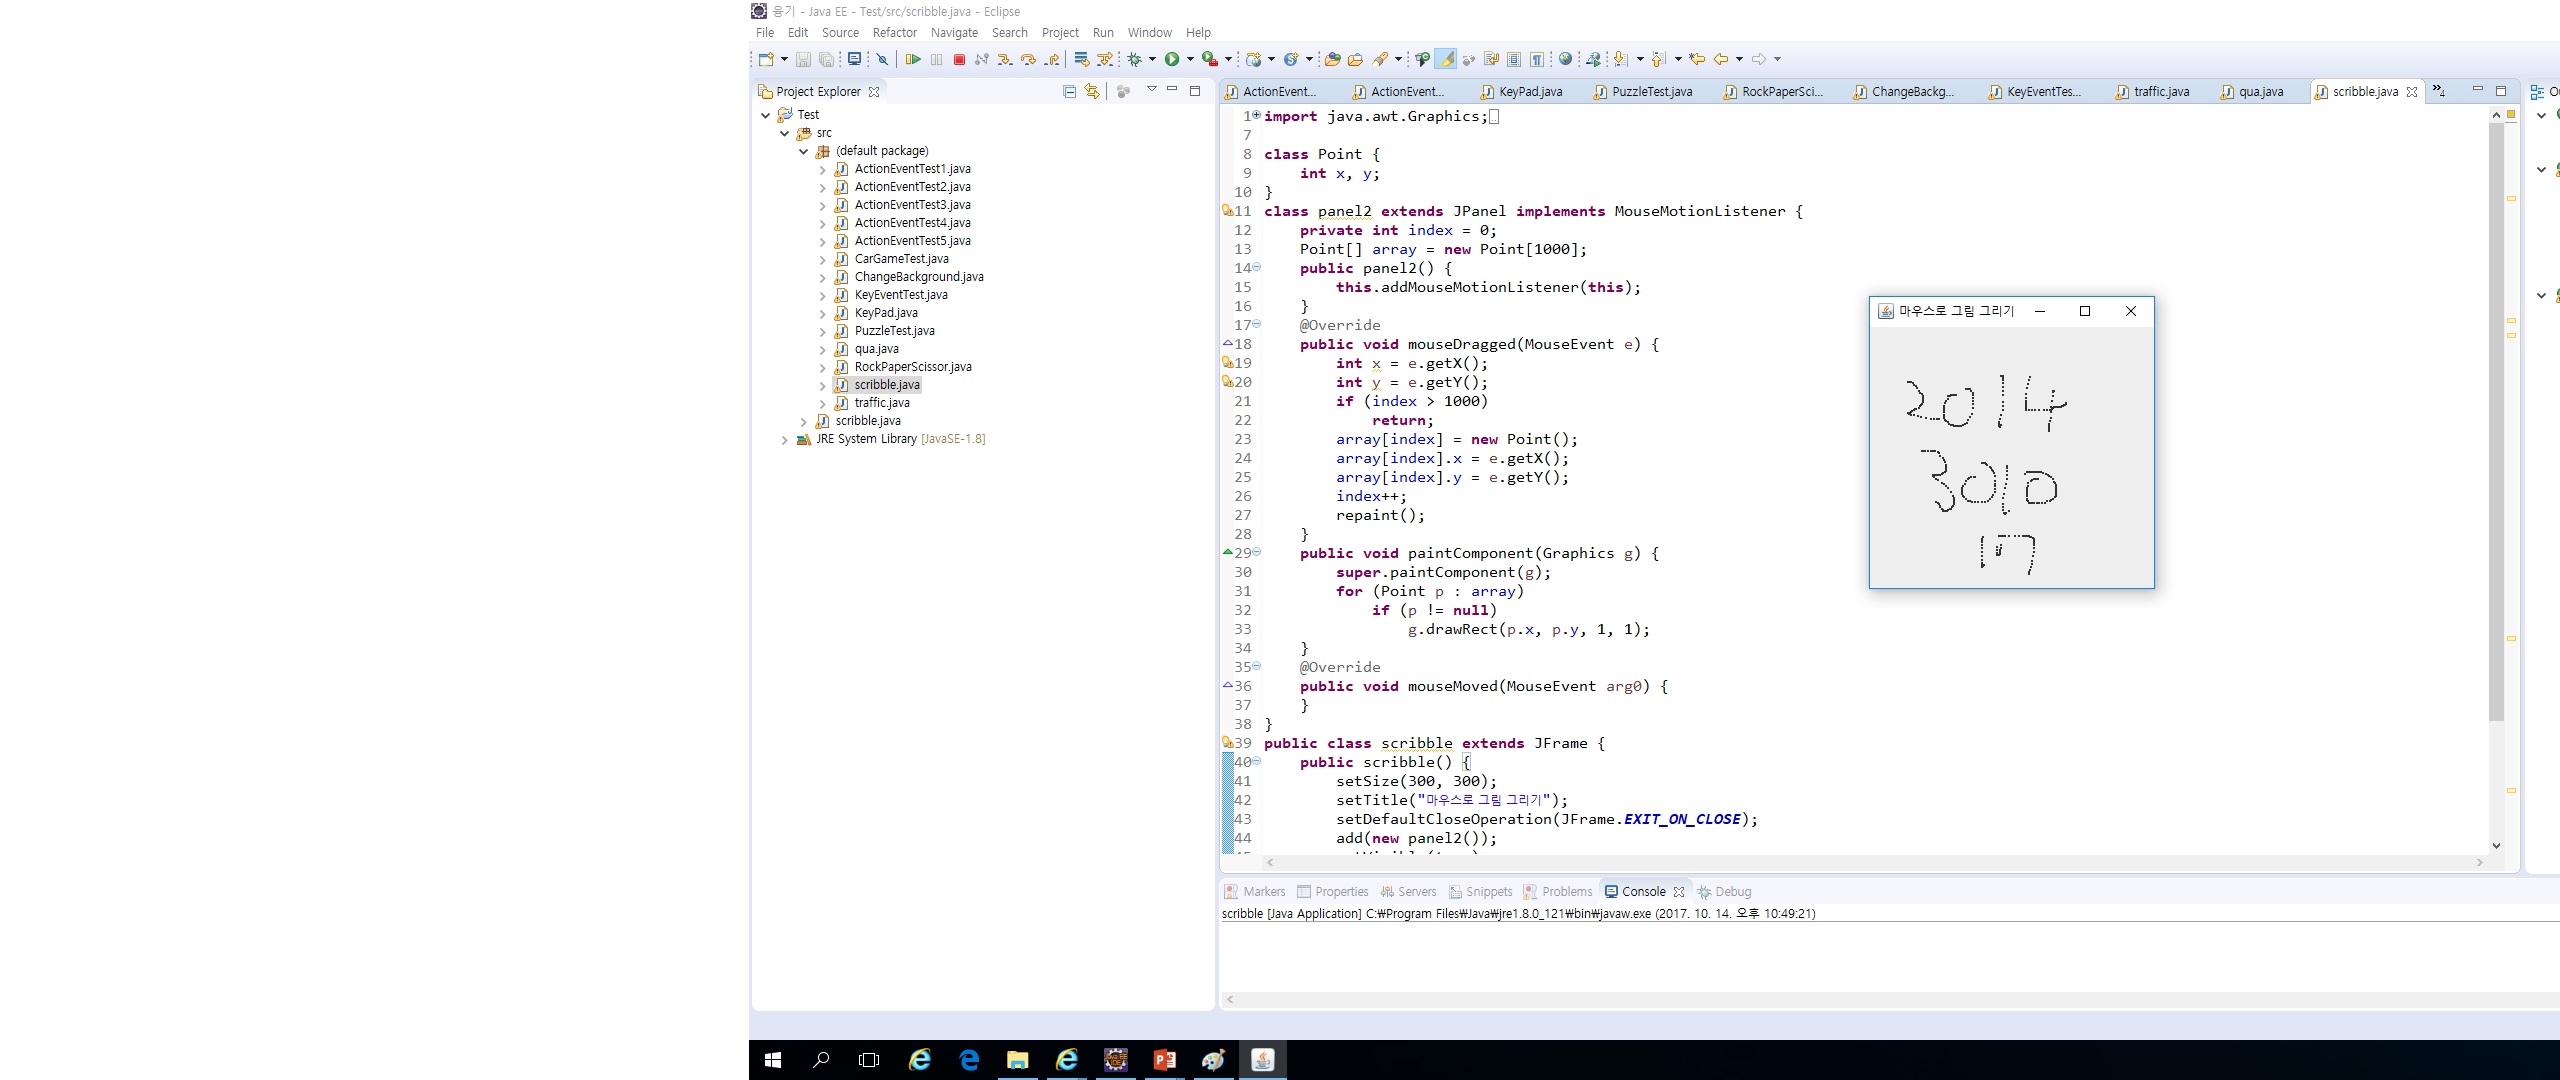 융기 - Java EE - Test/src/scribble.java - Eclipse
File Edit Source Refactor Navigate Search Project Run Window Help
Project Explorer
Test
src
(default package)
ActionEventTest1.java
ActionEventTest2.java
ActionEventTest3.java
ActionEventTest4.java
ActionEventTest5.java
CarGameTest.java
ChangeBackground.java
KeyEventTest.java
KeyPad.java
PuzzleTest.java
qua.java
RockPaperScissor.java
scribble.java
traffic.java
scribble.java
JRE System Library [JavaSE-1.8]
ActionEvent... ActionEvent... KeyPad.java PuzzleTest.java RockPaperSci... ChangeBackg... KeyEventTes... traffic.java qua.java scribble.java »4
1 import java.awt.Graphics;
7
8 class Point {
9 int x, y;
10 }
11 class panel2 extends JPanel implements MouseMotionListener {
12 private int index = 0;
13 Point[] array = new Point[1000];
14 public panel2() {
15 this.addMouseMotionListener(this);
16 }
17 @Override
18 public void mouseDragged(MouseEvent e) {
19 int x = e.getX();
20 int y = e.getY();
21 if (index > 1000)
22 return;
23 array[index] = new Point();
24 array[index].x = e.getX();
25 array[index].y = e.getY();
26 index++;
27 repaint();
28 }
29 public void paintComponent(Graphics g) {
30 super.paintComponent(g);
31 for (Point p : array)
32 if (p != null)
33 g.drawRect(p.x, p.y, 1, 1);
34 }
35 @Override
36 public void mouseMoved(MouseEvent arg0) {
37 }
38 }
39 public class scribble extends JFrame {
40 public scribble() {
41 setSize(300, 300);
42 setTitle("마우스로 그림 그리기");
43 setDefaultCloseOperation(JFrame.EXIT_ON_CLOSE);
44 add(new panel2());
마우스로 그림 그리기
2014
3010
17
Markers Properties Servers Snippets Problems Console Debug
scribble [Java Application] C:₩Program Files₩Java₩jre1.8.0_121₩bin₩javaw.exe (2017. 10. 14. 오후 10:49:21)